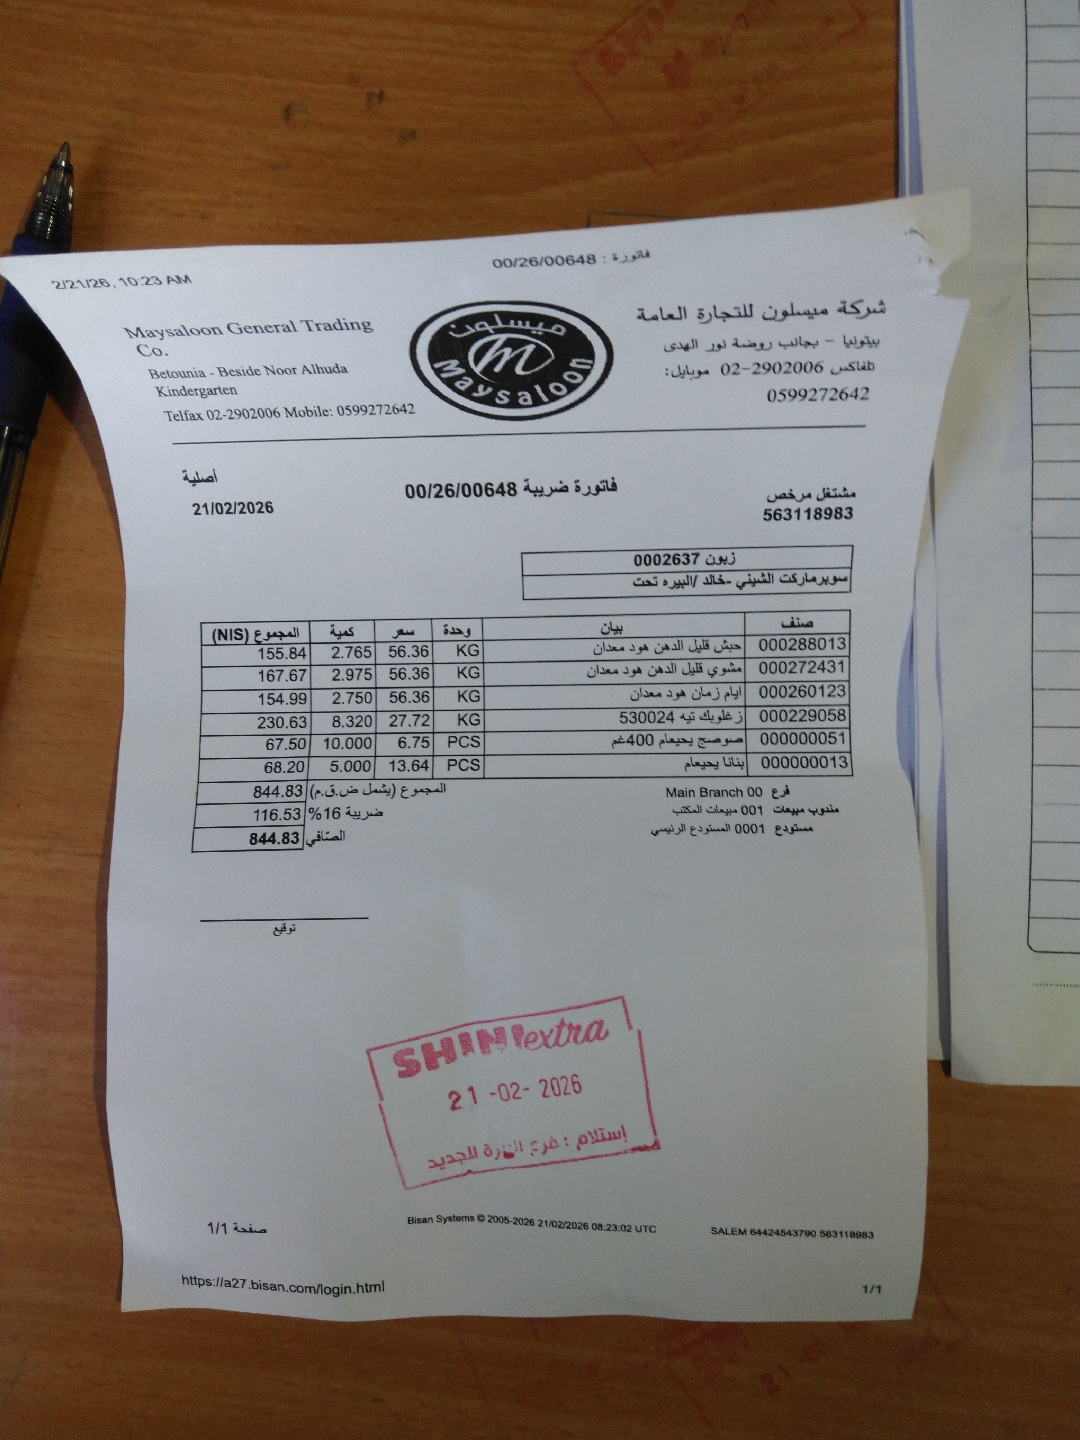 2/21/26, 10:23 AM
فاتورة : 00/26/00648
Maysaloon General Trading
Co.
Betounia - Beside Noor Alhuda
Kindergarten
Telfax 02-2902006 Mobile: 0599272642
ميسلون
m
Maysaloon
شركة ميسلون للتجارة العامة
بيتونيا - بجانب روضة نور الهدى
تلفاكس 2902006-02 موبايل:
0599272642
أصلية
21/02/2026
فاتورة ضريبة 00/26/00648
مشتغل مرخص
563118983
زبون 0002637
سوبرماركت الشيني -خالد /البيره تحت
صنف بيان وحدة سعر كمية المجموع (NIS)
000288013 حبش قليل الدهن هود معدان KG 56.36 2.765 155.84
000272431 مشوي قليل الدهن هود معدان KG 56.36 2.975 167.67
000260123 ايام زمان هود معدان KG 56.36 2.750 154.99
000229058 زغلوبك تيه 530024 KG 27.72 8.320 230.63
000000051 صوصج يحيعام 400غم PCS 6.75 10.000 67.50
000000013 بنانا يحيعام PCS 13.64 5.000 68.20
المجموع (يشمل ض.ق.م) 844.83
ضريبة 16% 116.53
الصّافي 844.83
فرع 00 Main Branch
مندوب مبيعات 001 مبيعات المكتب
مستودع 0001 المستودع الرئيسي
توقيع
SHINI extra
21 -02- 2026
إستلام : فرع الجديد
صفحة 1/1
Bisan Systems © 2005-2026 21/02/2026 08:23:02 UTC
SALEM 64424543790 563118983
https://a27.bisan.com/login.html
1/1